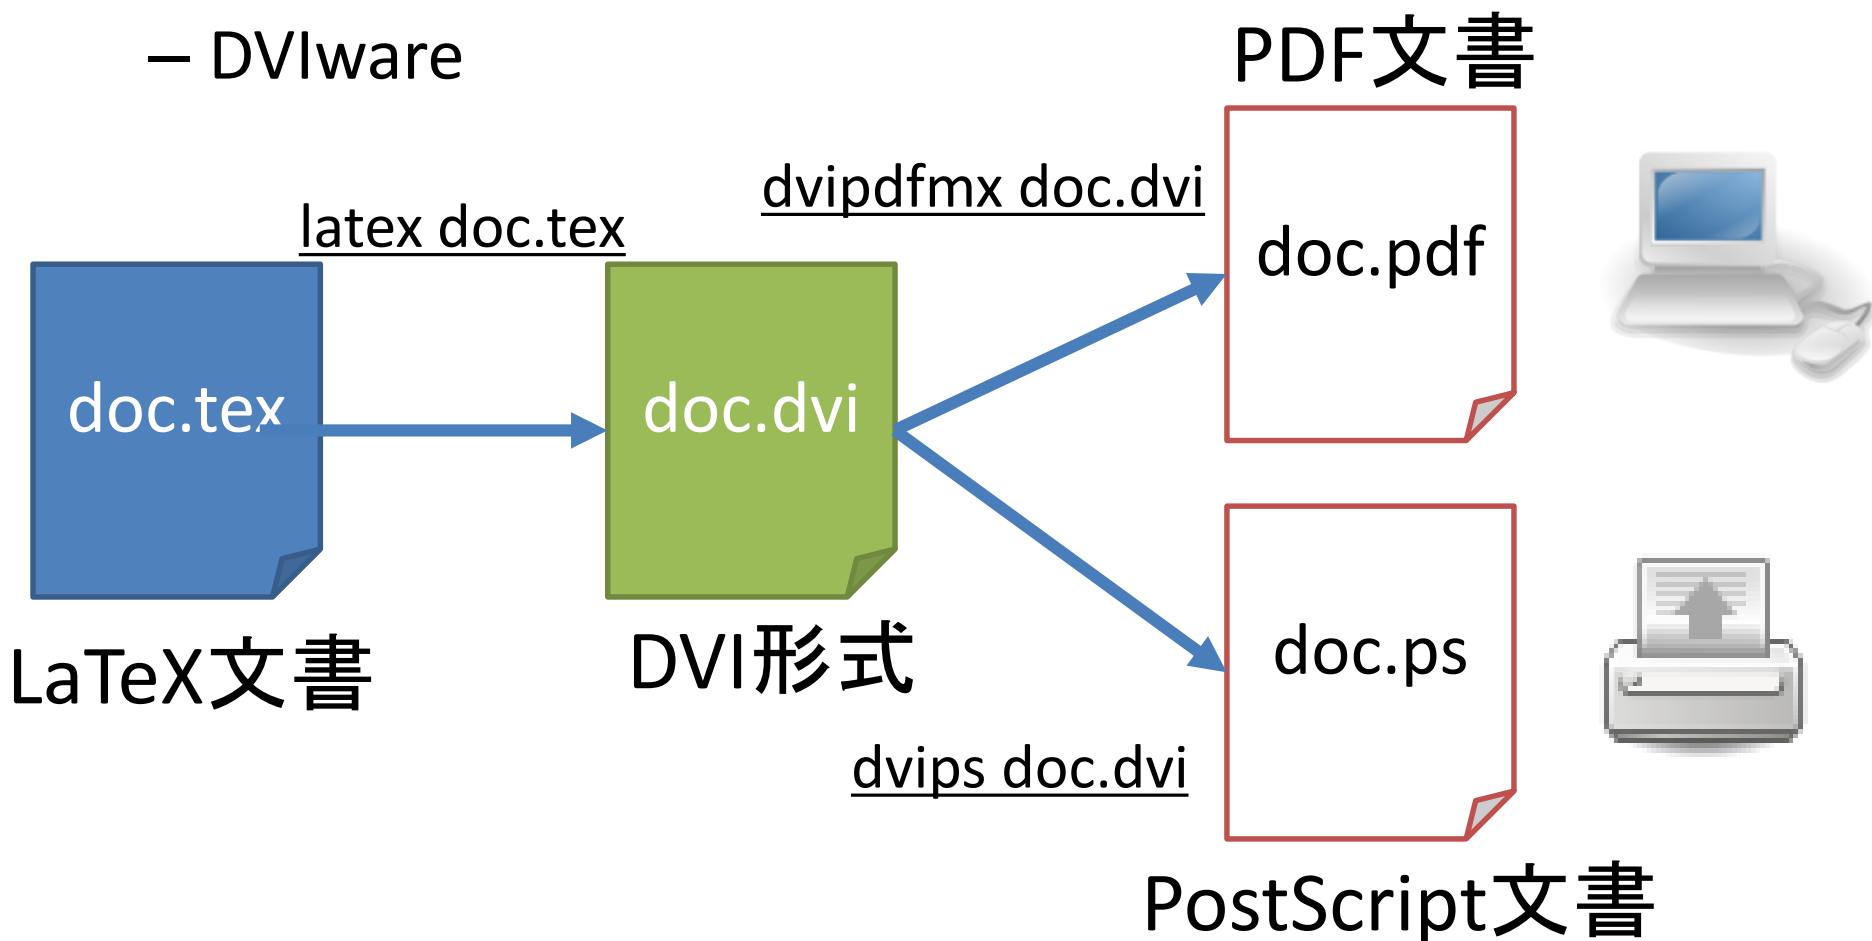 – DVIware
PDF文書
dvipdfmx doc.dvi
latex doc.tex
doc.pdf
doc.tex
doc.dvi
LaTeX文書
DVI形式
doc.ps
dvips doc.dvi
PostScript文書